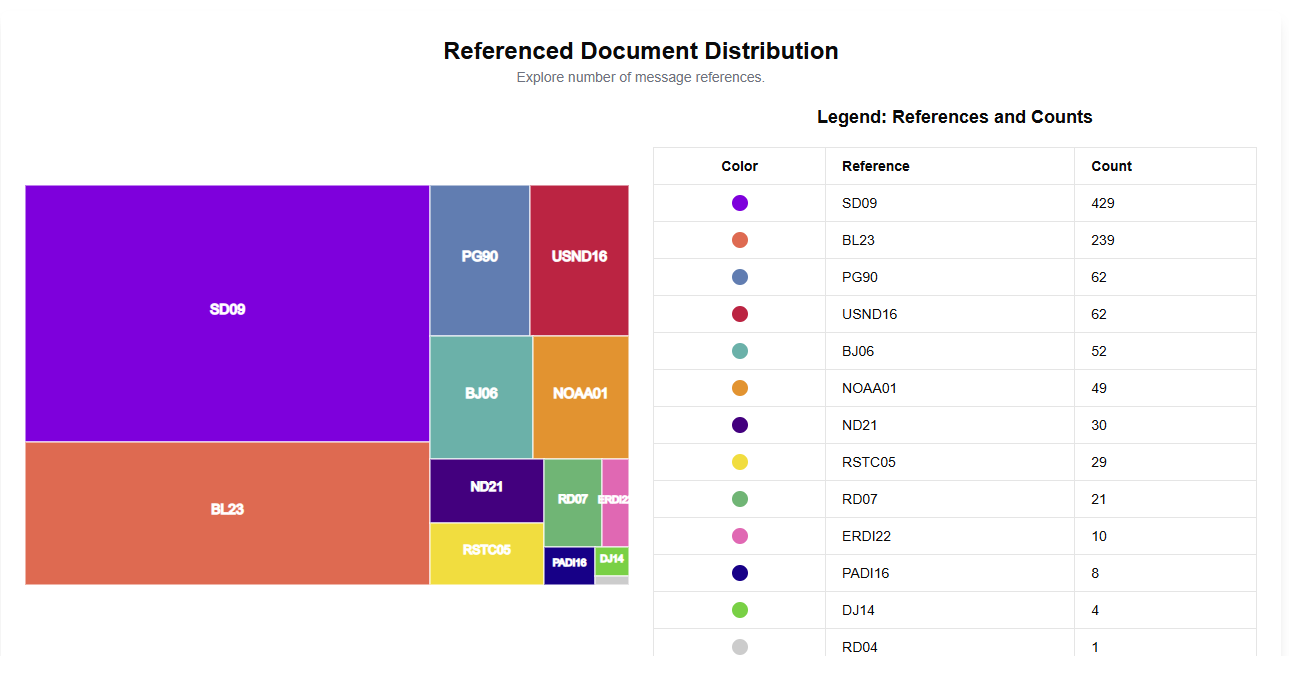 Referenced Document Distribution
Explore number of message references.
Legend: References and Counts
Color Reference Count
SD09 429
BL23 239
PG90 62
USND16 62
BJ06 52
NOAA01 49
ND21 30
RSTC05 29
RD07 21
ERDI22 10
PADI16 8
DJ14 4
RD04 1
SD09
BL23
PG90
USND16
BJ06
NOAA01
ND21
RSTC05
RD07
ERDI22
PADI16
DJ14